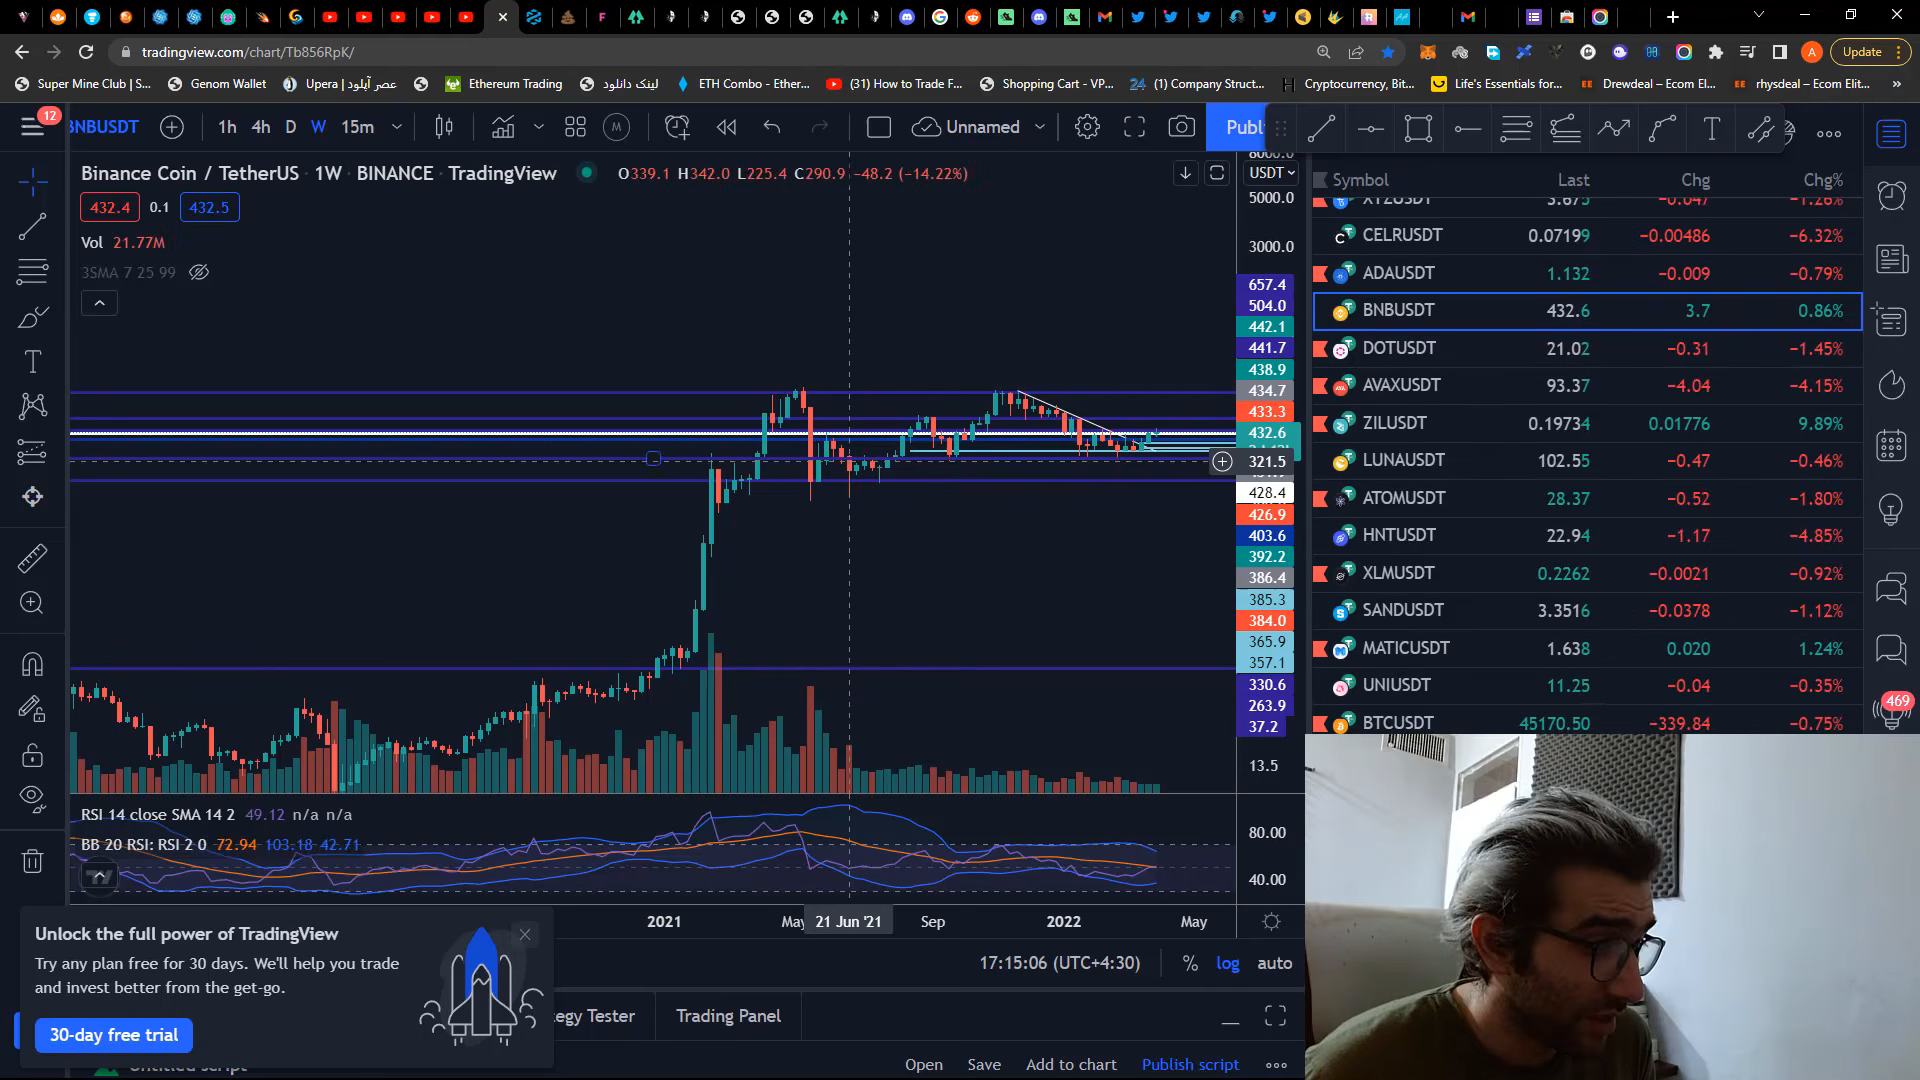 tradingview.com/chart/Tb856RpK/
Update
Super Mine Club | S...
Genom Wallet
Upera | عصر آپلود
Ethereum Trading
لینک دانلود
ETH Combo - Ether...
(31) How to Trade F...
Shopping Cart - VP...
(1) Company Struct...
Cryptocurrency, Bit...
Life's Essentials for...
Drewdeal – Ecom El...
rhysdeal – Ecom Elit...
12
BNBUSDT
1h 4h D W 15m
Unnamed
Publ
Binance Coin / TetherUS · 1W · BINANCE · TradingView
O339.1 H342.0 L225.4 C290.9 −48.2 (−14.22%)
432.4 0.1 432.5
Vol 21.77M
3SMA 7 25 99
USDT
5000.0
3000.0
657.4
504.0
442.1
441.7
438.9
434.7
433.3
432.6
321.5
428.4
426.9
403.6
392.2
386.4
385.3
384.0
365.9
357.1
330.6
263.9
37.2
13.5
RSI 14 close SMA 14 2 49.12 n/a n/a
BB 20 RSI: RSI 2 0 72.94 103.18 42.71
80.00
40.00
2021 May 21 Jun '21 Sep 2022 May
17:15:06 (UTC+4:30) % log auto
Unlock the full power of TradingView
Try any plan free for 30 days. We'll help you trade
and invest better from the get-go.
30-day free trial
egy Tester
Trading Panel
Open Save Add to chart Publish script
Symbol Last Chg Chg%
XTZUSDT 3.675 −0.047 −1.26%
CELRUSDT 0.07199 −0.00486 −6.32%
ADAUSDT 1.132 −0.009 −0.79%
BNBUSDT 432.6 3.7 0.86%
DOTUSDT 21.02 −0.31 −1.45%
AVAXUSDT 93.37 −4.04 −4.15%
ZILUSDT 0.19734 0.01776 9.89%
LUNAUSDT 102.55 −0.47 −0.46%
ATOMUSDT 28.37 −0.52 −1.80%
HNTUSDT 22.94 −1.17 −4.85%
XLMUSDT 0.2262 −0.0021 −0.92%
SANDUSDT 3.3516 −0.0378 −1.12%
MATICUSDT 1.638 0.020 1.24%
UNIUSDT 11.25 −0.04 −0.35%
BTCUSDT 45170.50 −339.84 −0.75%
469